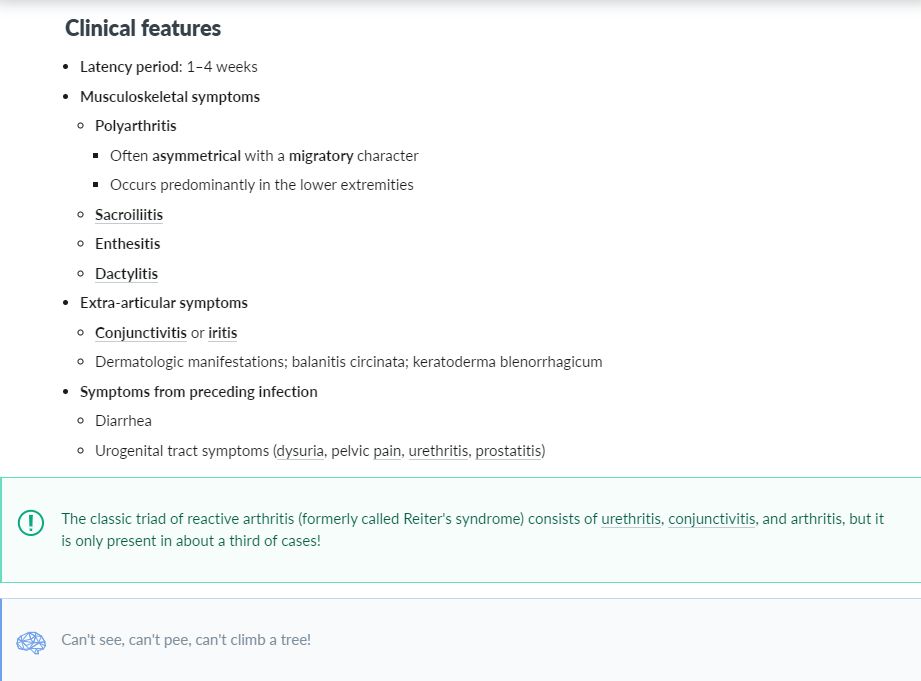 Clinical features
• Latency period: 1–4 weeks
• Musculoskeletal symptoms
◦ Polyarthritis
▪ Often asymmetrical with a migratory character
▪ Occurs predominantly in the lower extremities
◦ Sacroiliitis
◦ Enthesitis
◦ Dactylitis
• Extra-articular symptoms
◦ Conjunctivitis or iritis
◦ Dermatologic manifestations; balanitis circinata; keratoderma blenorrhagicum
• Symptoms from preceding infection
◦ Diarrhea
◦ Urogenital tract symptoms (dysuria, pelvic pain, urethritis, prostatitis)
The classic triad of reactive arthritis (formerly called Reiter's syndrome) consists of urethritis, conjunctivitis, and arthritis, but it
is only present in about a third of cases!
Can't see, can't pee, can't climb a tree!